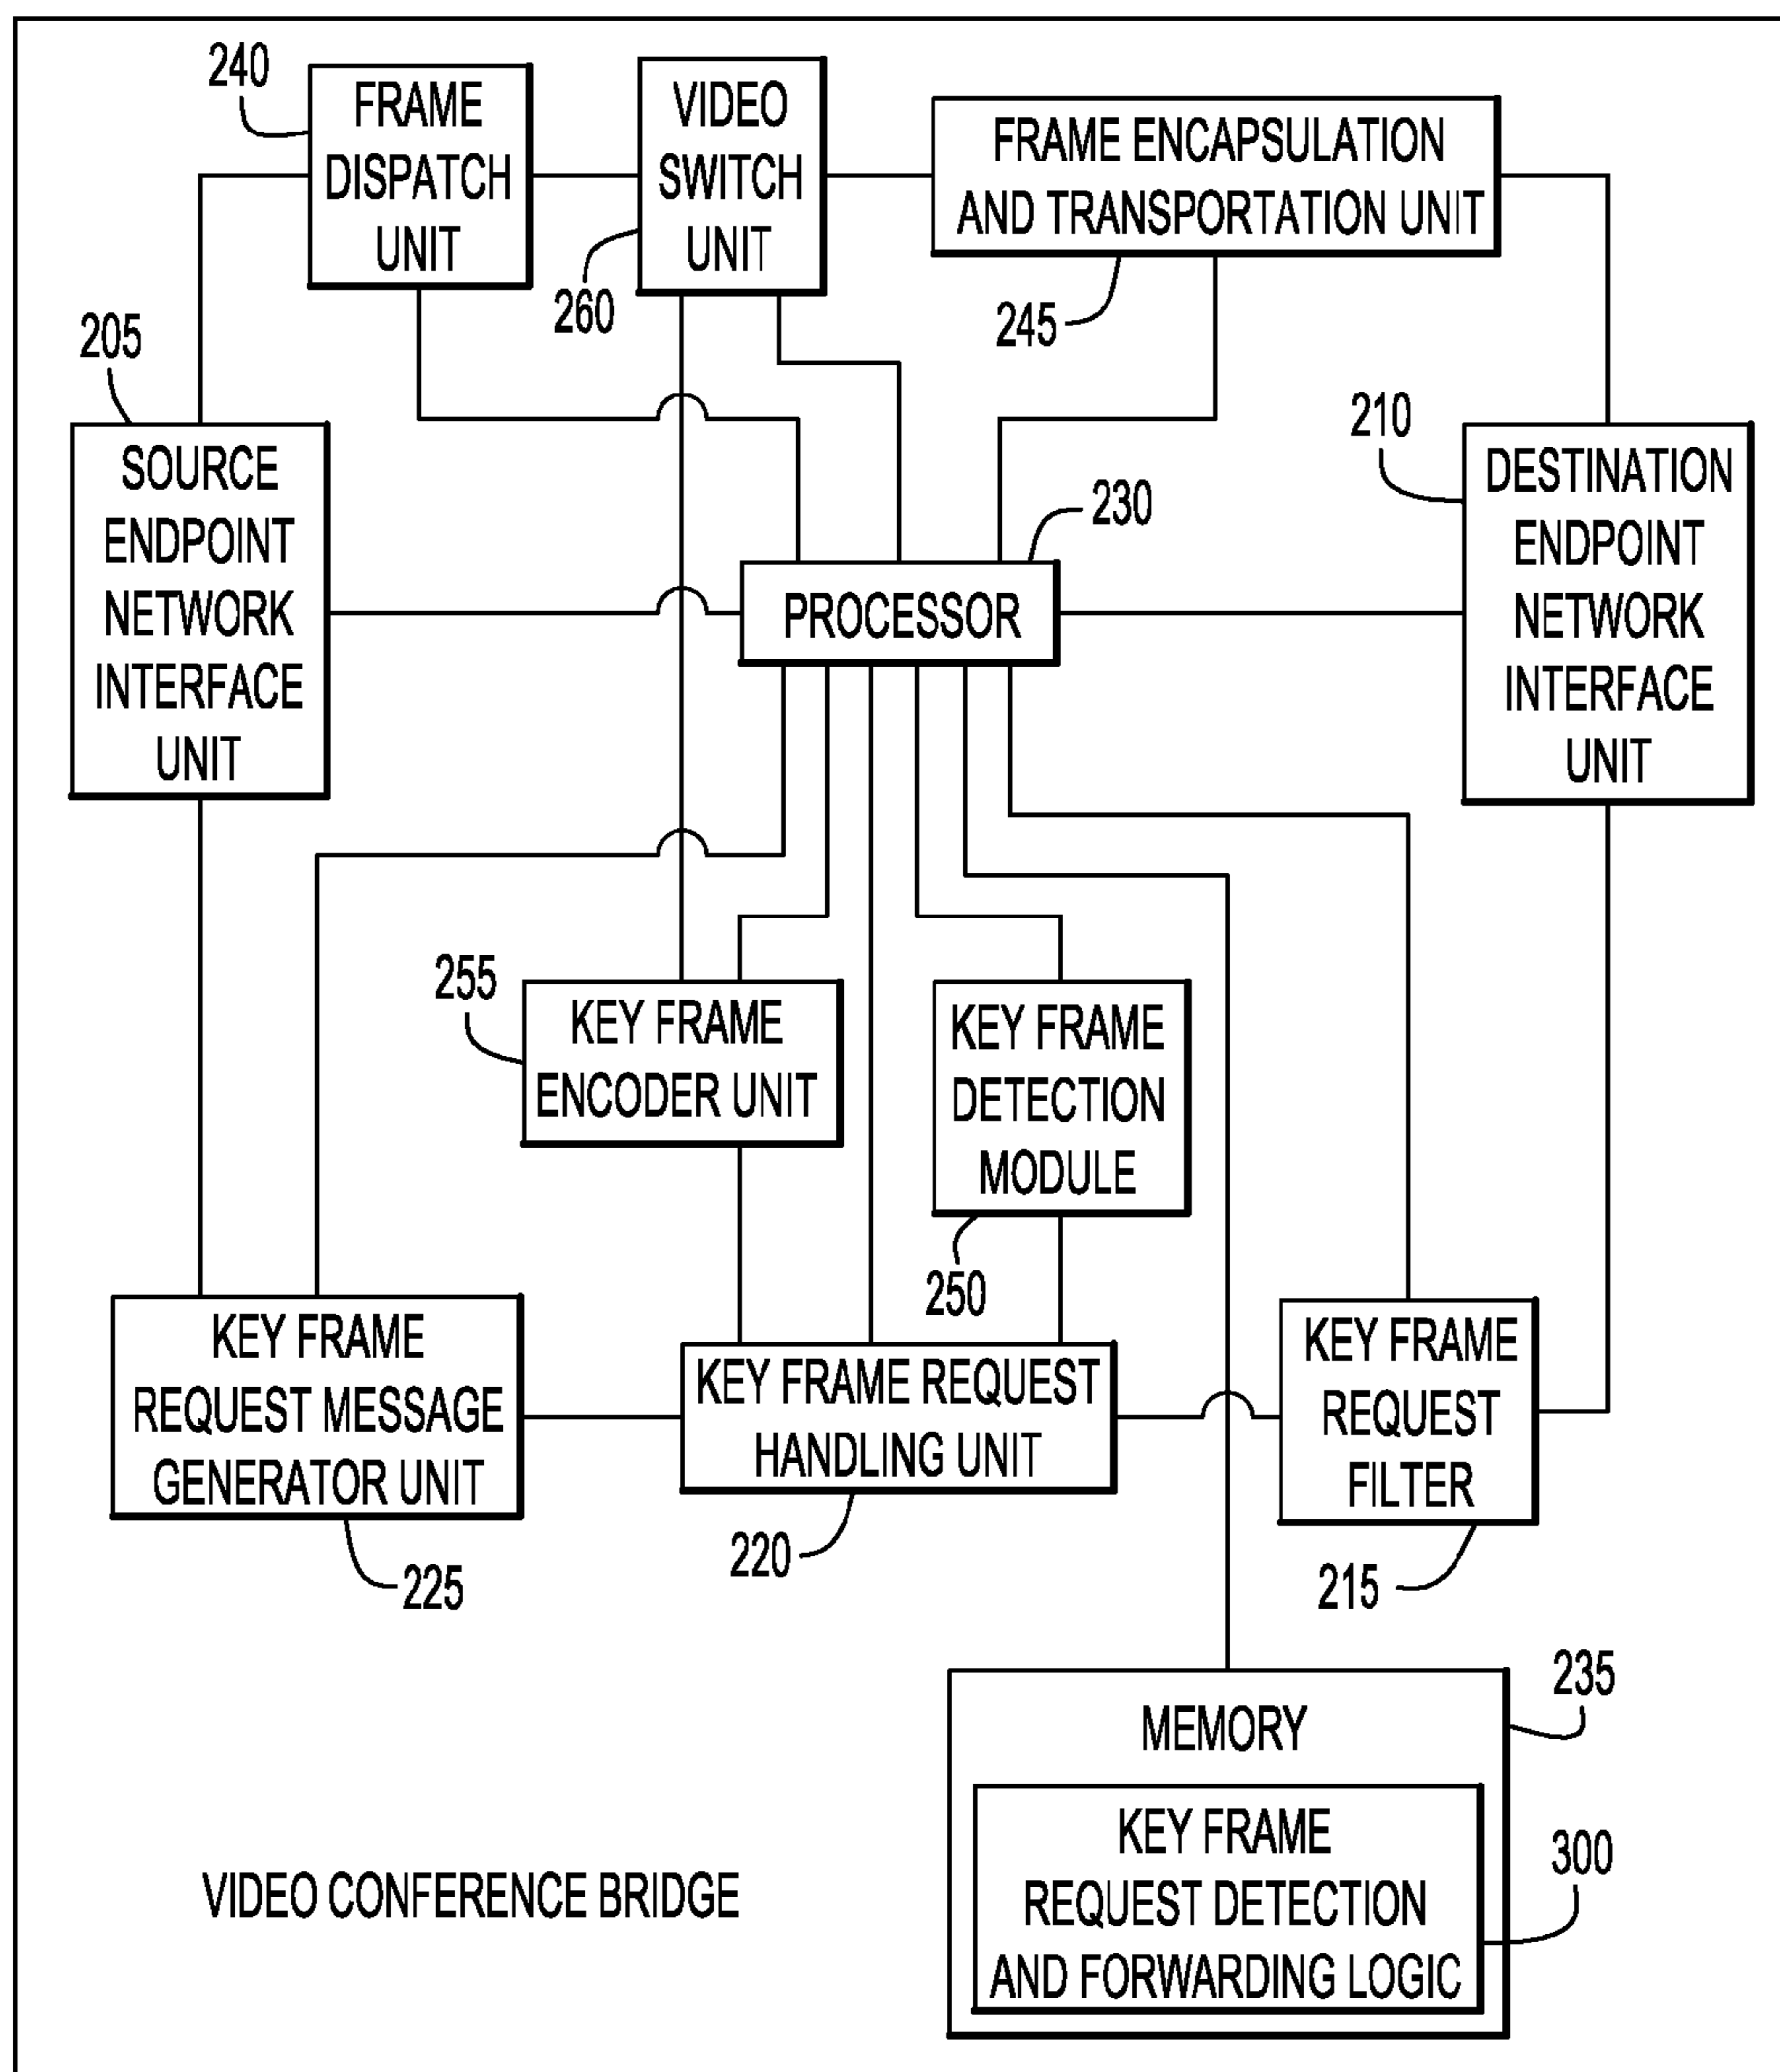 240
FRAME
DISPATCH
UNIT
VIDEO
SWITCH
UNIT
260
FRAME ENCAPSULATION
AND TRANSPORTATION UNIT
245
205
SOURCE
ENDPOINT
NETWORK
INTERFACE
UNIT
230
PROCESSOR
210
DESTINATION
ENDPOINT
NETWORK
INTERFACE
UNIT
255
KEY FRAME
ENCODER UNIT
KEY FRAME
DETECTION
MODULE
250
KEY FRAME
REQUEST MESSAGE
GENERATOR UNIT
225
KEY FRAME REQUEST
HANDLING UNIT
220
KEY FRAME
REQUEST
FILTER
215
235
MEMORY
KEY FRAME
REQUEST DETECTION
AND FORWARDING LOGIC
300
VIDEO CONFERENCE BRIDGE